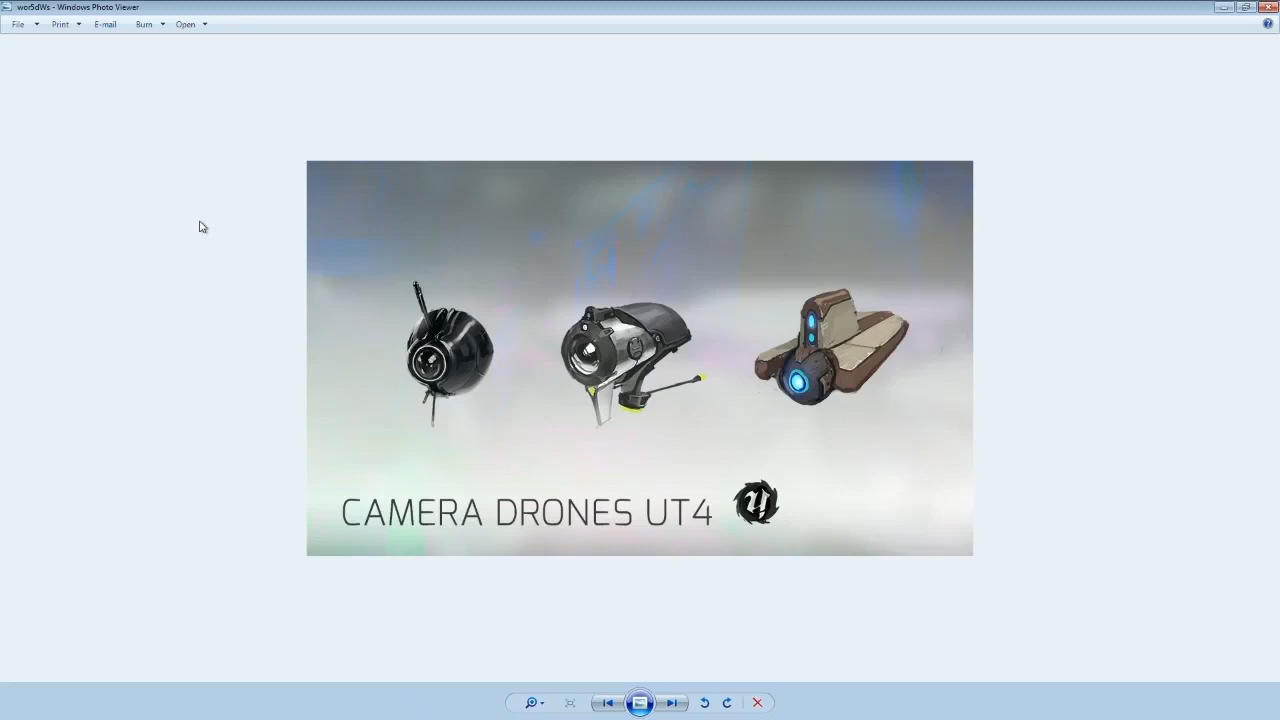 wor5dWs - Windows Photo Viewer
File Print E-mail Burn Open
CAMERA DRONES UT4